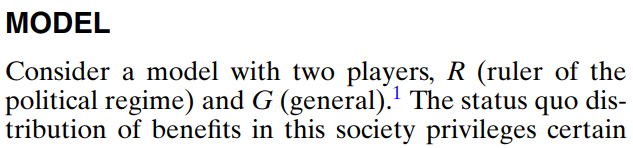 MODEL
Consider a model with two players, R (ruler of the
political regime) and G (general).1 The status quo dis-
tribution of benefits in this society privileges certain